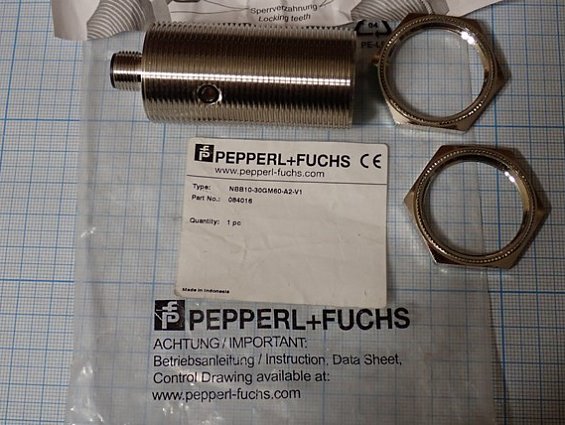 Sperrverzahnung
Locking teeth
04
PE-L
PEPPERL+FUCHS CE
www.pepperl-fuchs.com
Type: NBB10-30GM60-A2-V1
Part No.: 084016
Quantity: 1 pc
Made in Indonesia
PEPPERL+FUCHS
ACHTUNG / IMPORTANT:
Betriebsanleitung / Instruction, Data Sheet,
Control Drawing available at:
www.pepperl-fuchs.com